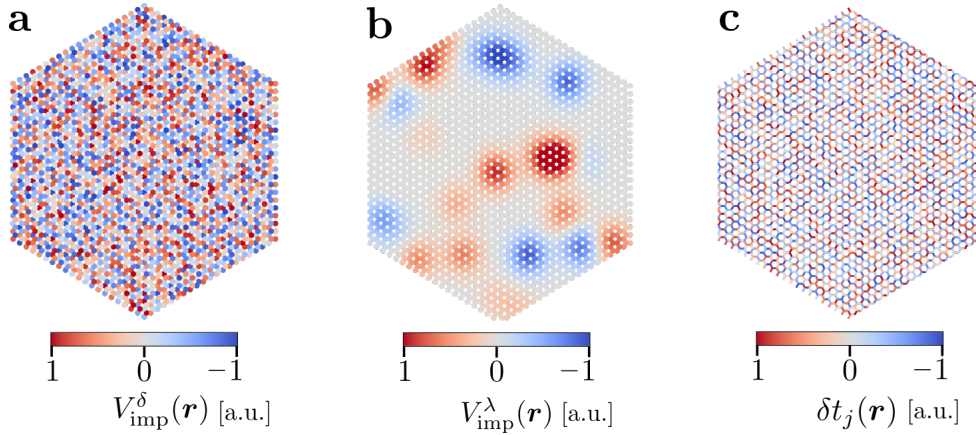 a b c
1 0 −1 1 0 −1 1 0 −1
V^δ_imp(r) [a.u.] V^λ_imp(r) [a.u.] δt_j(r) [a.u.]